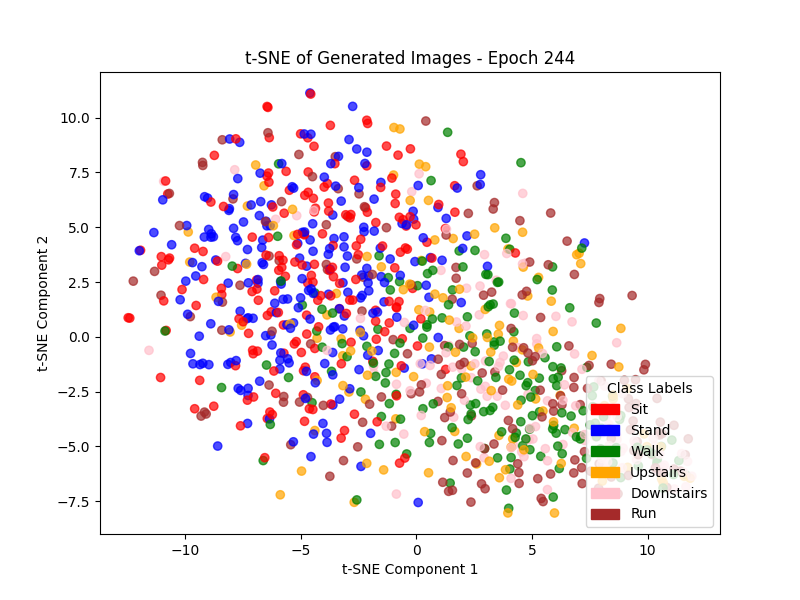 t-SNE of Generated Images - Epoch 244
t-SNE Component 2
10.0
7.5
5.0
2.5
0.0
−2.5
−5.0
−7.5
Class Labels
Sit
Stand
Walk
Upstairs
Downstairs
Run
−10
−5
0
5
10
t-SNE Component 1